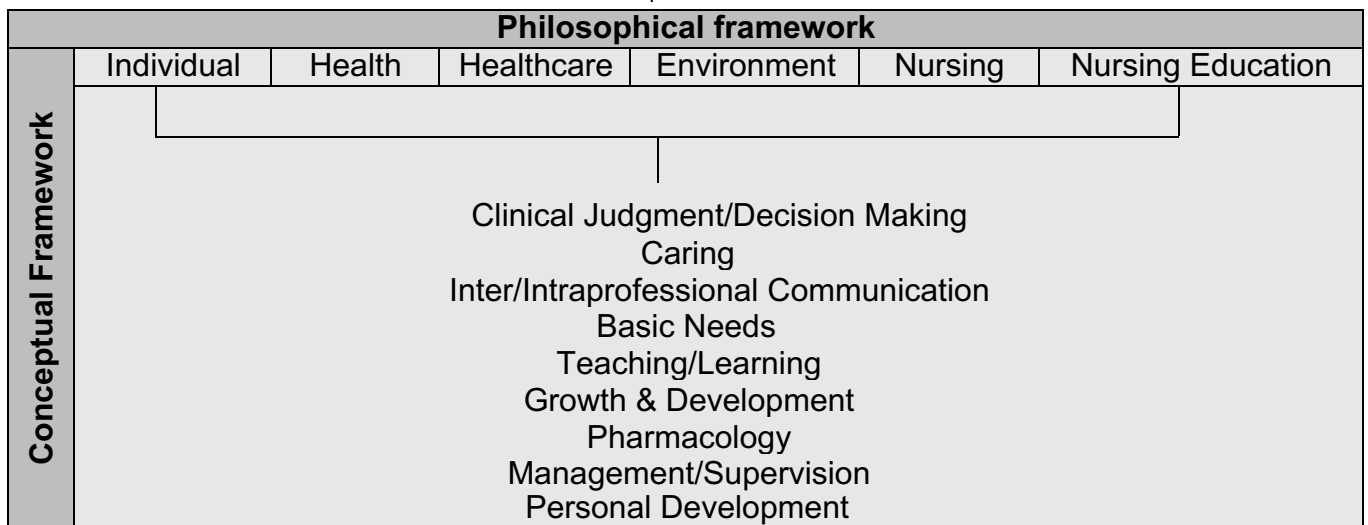 Philosophical framework
Individual Health Healthcare Environment Nursing Nursing Education
Conceptual Framework
Clinical Judgment/Decision Making
Caring
Inter/Intraprofessional Communication
Basic Needs
Teaching/Learning
Growth & Development
Pharmacology
Management/Supervision
Personal Development